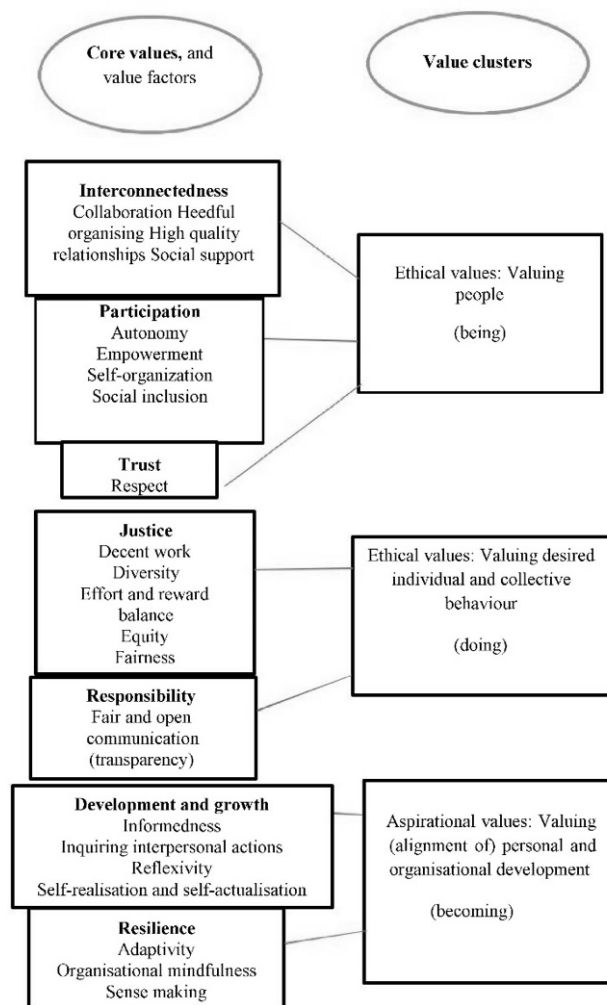 Core values, and
value factors
Value clusters
Interconnectedness
Collaboration Heedful
organising High quality
relationships Social support
Participation
Autonomy
Empowerment
Self-organization
Social inclusion
Trust
Respect
Ethical values: Valuing
people
(being)
Justice
Decent work
Diversity
Effort and reward
balance
Equity
Fairness
Responsibility
Fair and open
communication
(transparency)
Ethical values: Valuing desired
individual and collective
behaviour
(doing)
Development and growth
Informedness
Inquiring interpersonal actions
Reflexivity
Self-realisation and self-actualisation
Resilience
Adaptivity
Organisational mindfulness
Sense making
Aspirational values: Valuing
(alignment of) personal and
organisational development
(becoming)